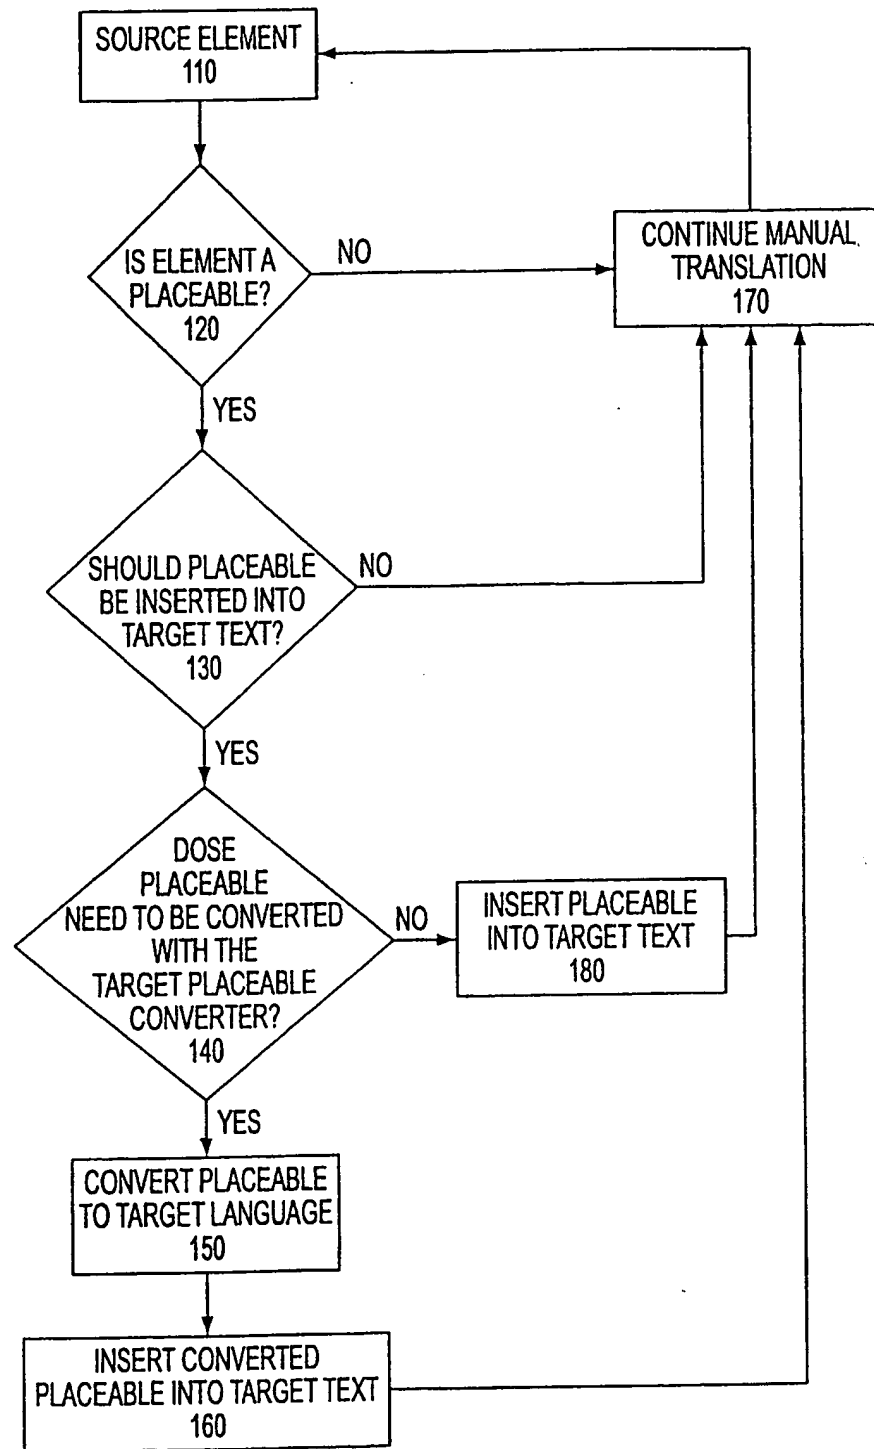 SOURCE ELEMENT
110
IS ELEMENT A
PLACEABLE?
120
NO
CONTINUE MANUAL
TRANSLATION
170
YES
SHOULD PLACEABLE
BE INSERTED INTO
TARGET TEXT?
130
NO
YES
DOSE
PLACEABLE
NEED TO BE CONVERTED
WITH THE
TARGET PLACEABLE
CONVERTER?
140
NO
INSERT PLACEABLE
INTO TARGET TEXT
180
YES
CONVERT PLACEABLE
TO TARGET LANGUAGE
150
INSERT CONVERTED
PLACEABLE INTO TARGET TEXT
160